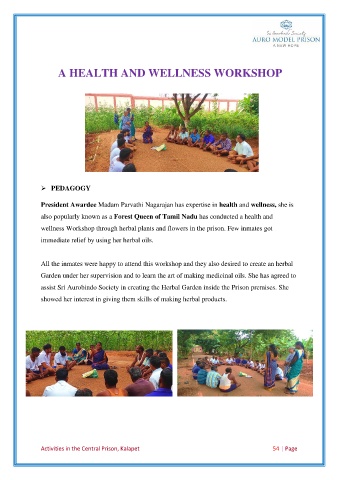 Sri Aurobindo Society
AURO MODEL PRISON
A NEW HOPE
A HEALTH AND WELLNESS WORKSHOP
➢ PEDAGOGY
President Awardee Madam Parvathi Nagarajan has expertise in health and wellness, she is
also popularly known as a Forest Queen of Tamil Nadu has conducted a health and
wellness Workshop through herbal plants and flowers in the prison. Few inmates got
immediate relief by using her herbal oils.
All the inmates were happy to attend this workshop and they also desired to create an herbal
Garden under her supervision and to learn the art of making medicinal oils. She has agreed to
assist Sri Aurobindo Society in creating the Herbal Garden inside the Prison premises. She
showed her interest in giving them skills of making herbal products.
Activities in the Central Prison, Kalapet 54 | Page